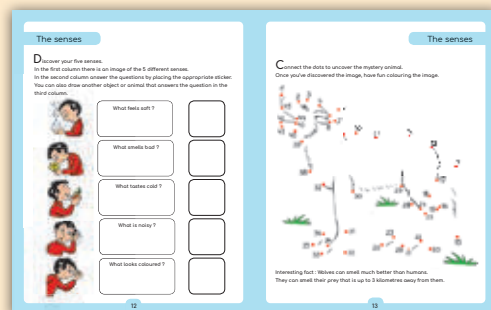 The senses
Discover your five senses.
In the first column there is an image of the 5 different senses.
In the second column answer the questions by placing the appropriate sticker.
You can also draw another object or animal that answers the question in the
third column.
What feels soft ?
What smells bad ?
What tastes cold ?
What is noisy ?
What looks coloured ?
12
The senses
Connect the dots to uncover the mystery animal.
Once you've discovered the image, have fun colouring the image.
Interesting fact : Wolves can smell much better than humans.
They can smell their prey that is up to 3 kilometres away from them.
13